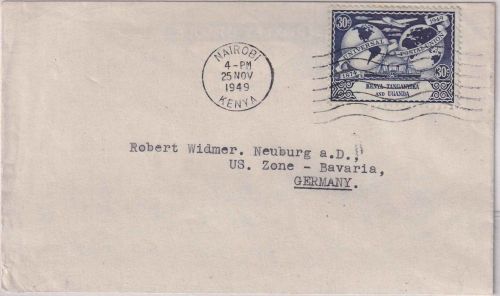 NAIROBI
4-PM
25 NOV
1949
KENYA
30c
1949
UNIVERSAL POSTAL UNION
1874
30c
KENYA·TANGANYIKA
AND UGANDA
Robert Widmer. Neuburg a.D.,
US. Zone - Bavaria,
GERMANY.